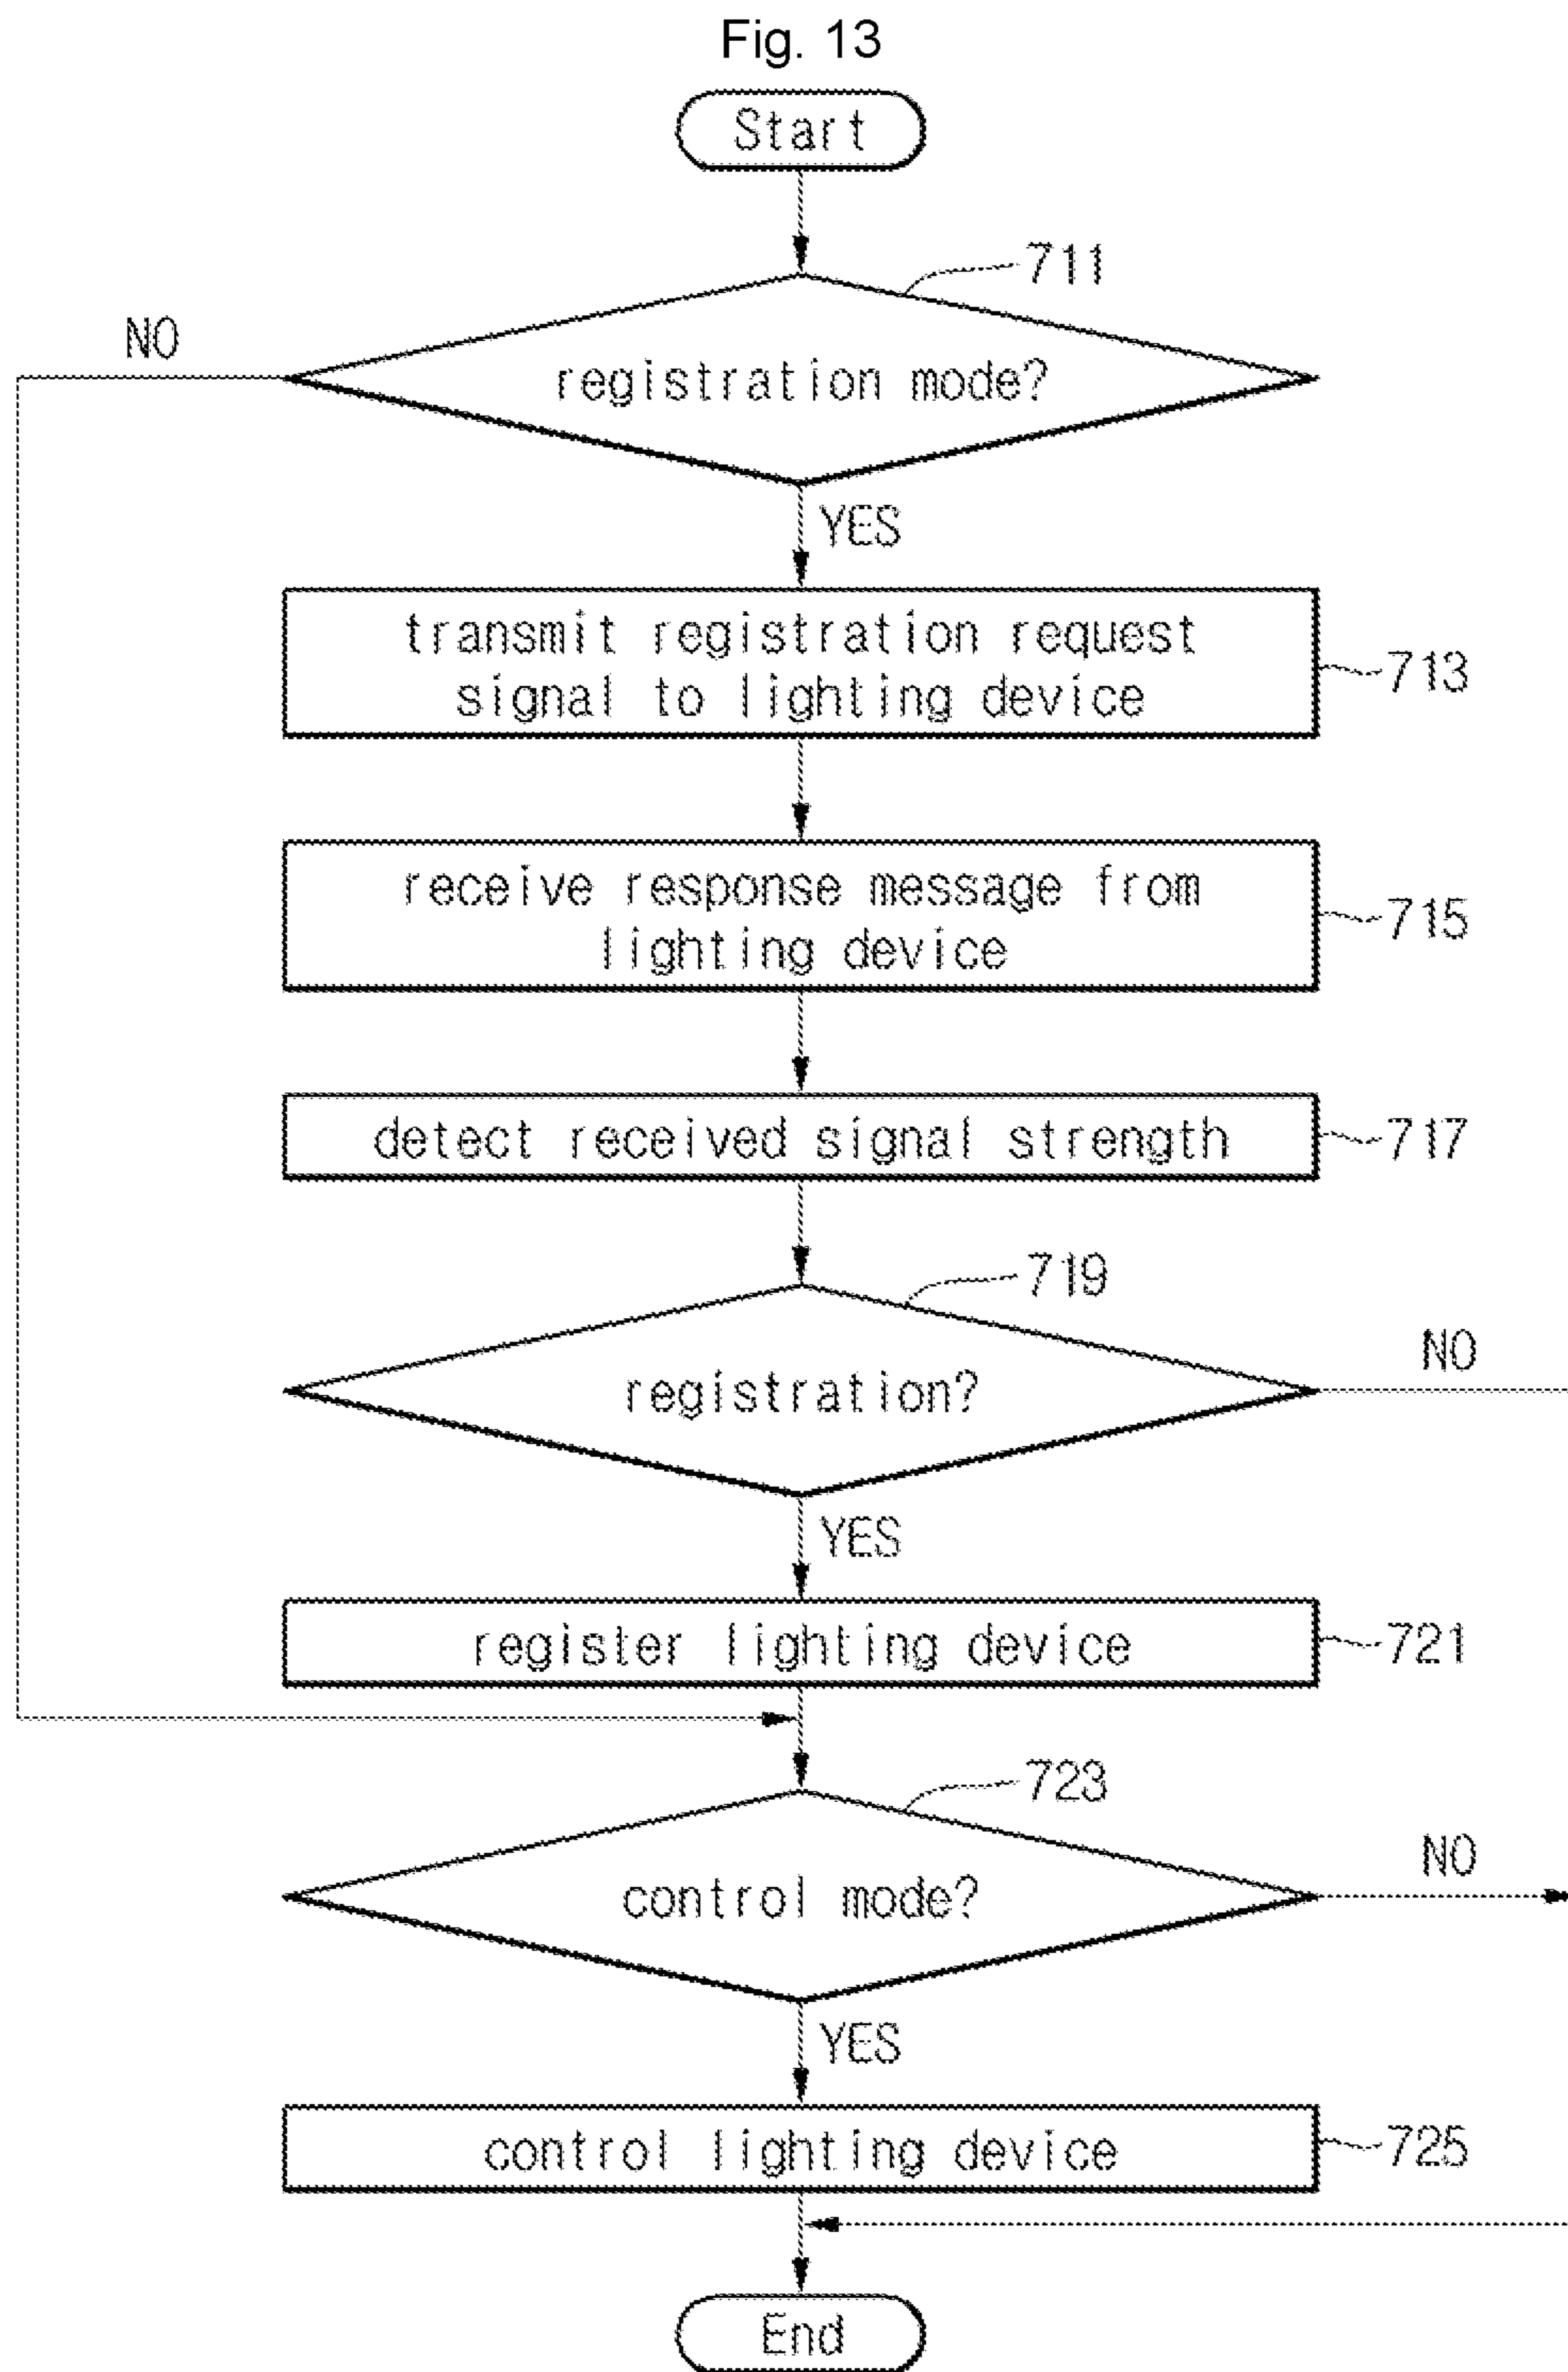 Fig. 13
Start
711
NO
registration mode?
YES
transmit registration request
signal to lighting device
713
receive response message from
lighting device
715
detect received signal strength
717
719
NO
registration?
YES
register lighting device
721
723
NO
control mode?
YES
control lighting device
725
End